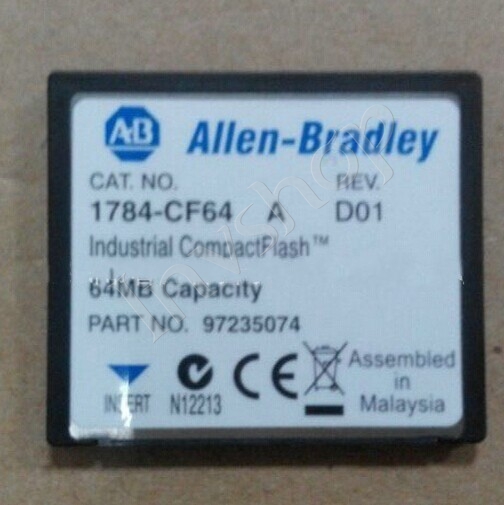 A-B Allen-Bradley
CAT. NO. REV.
1784-CF64 A D01
Industrial CompactFlash™
64MB Capacity
PART NO. 97235074
INSERT N12213 CE Assembled
in
Malaysia
invshop